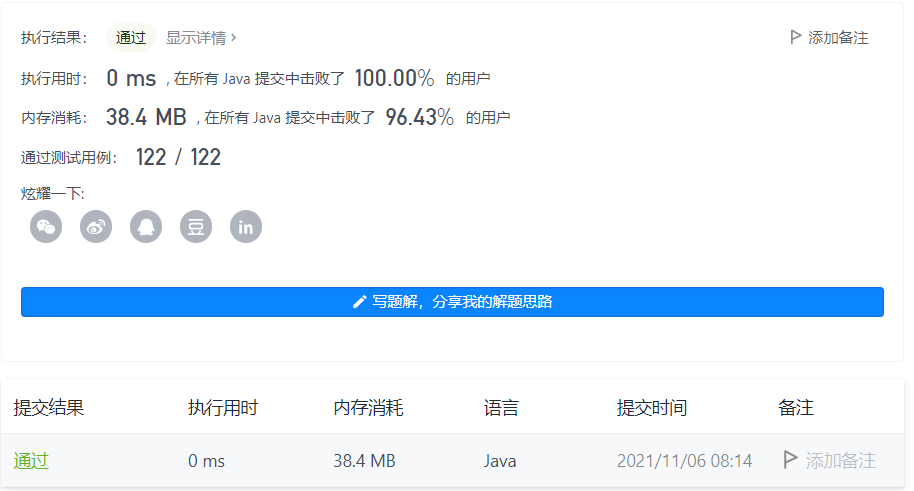 执行结果： 通过 显示详情 › 添加备注
执行用时： 0 ms , 在所有 Java 提交中击败了 100.00% 的用户
内存消耗： 38.4 MB , 在所有 Java 提交中击败了 96.43% 的用户
通过测试用例： 122 / 122
炫耀一下:
豆 in
写题解，分享我的解题思路
提交结果 执行用时 内存消耗 语言 提交时间 备注
通过 0 ms 38.4 MB Java 2021/11/06 08:14 添加备注